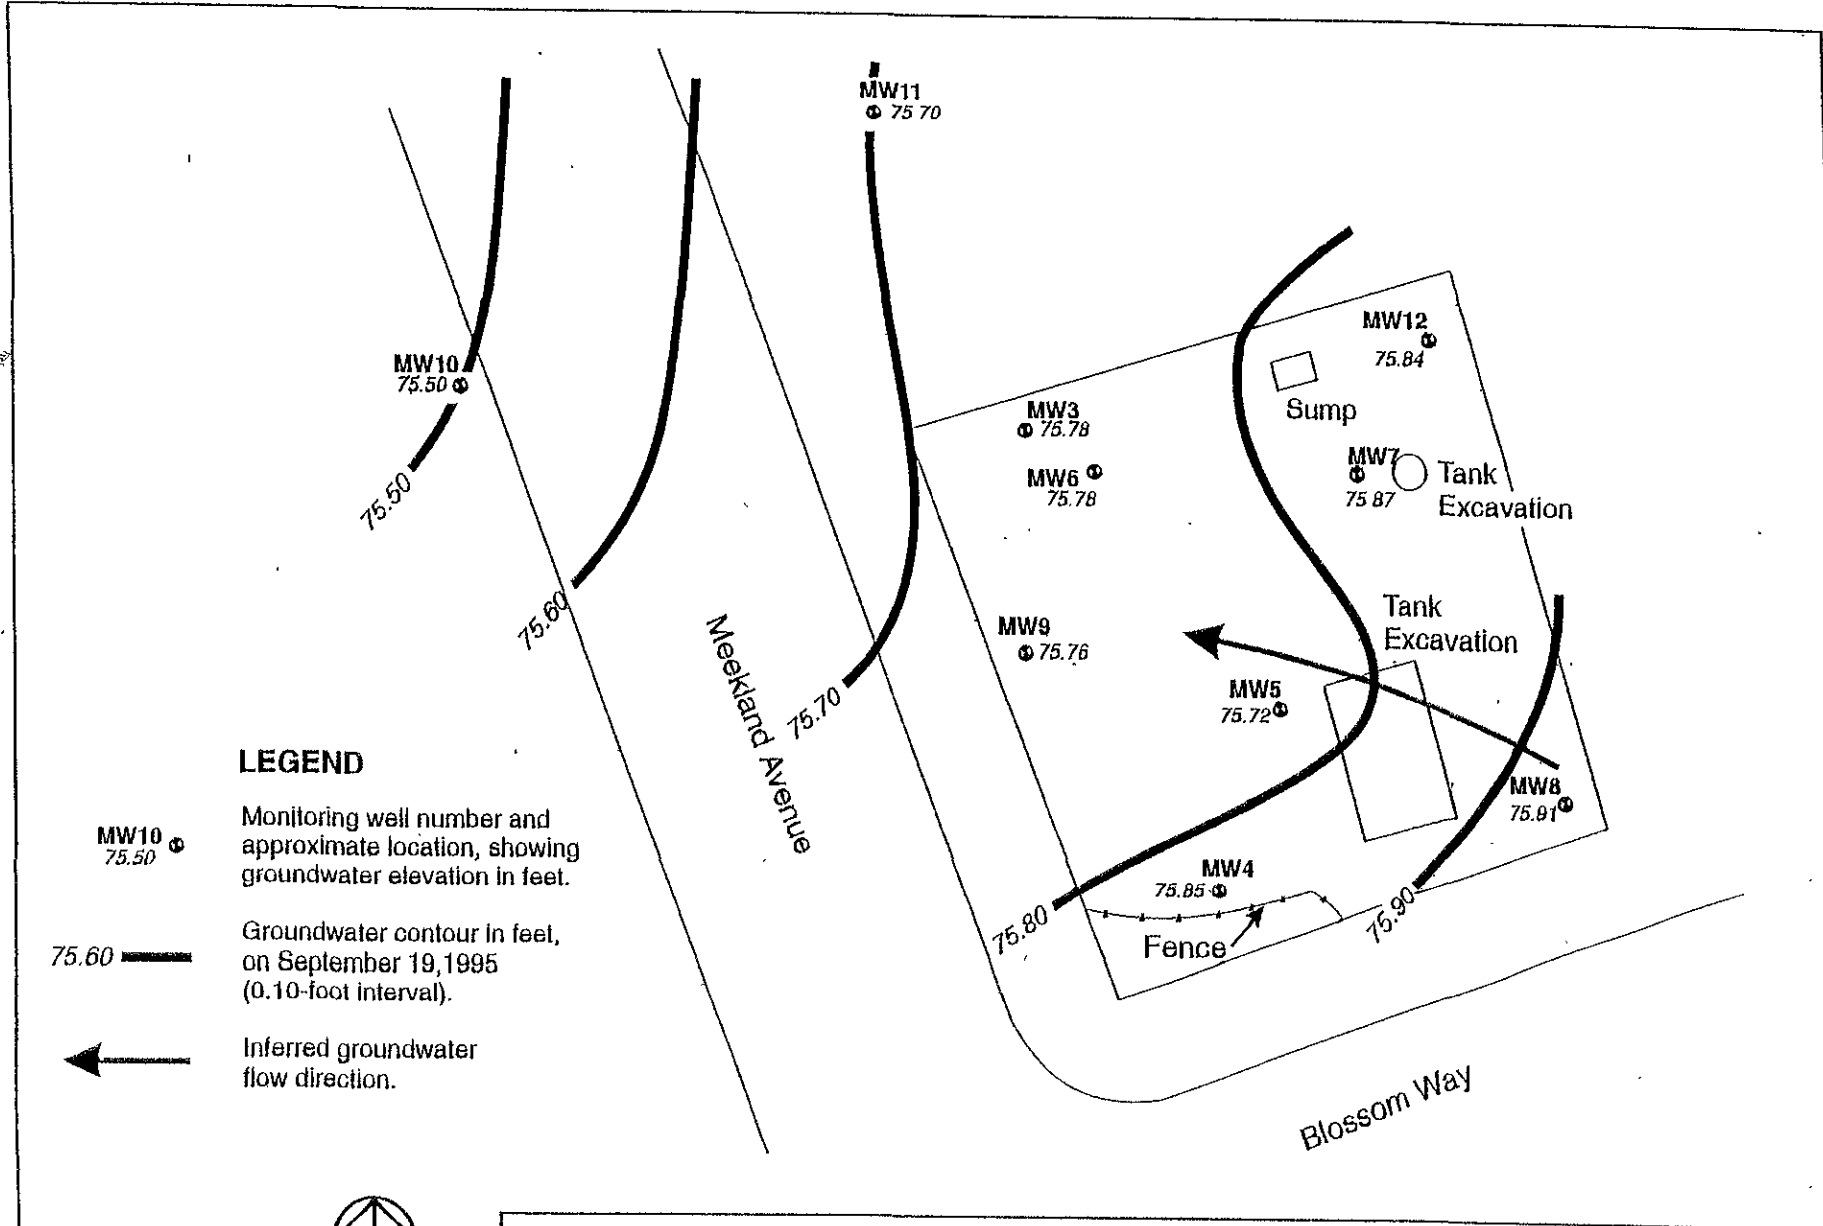 MW11
75 70
MW12
75.84
MW10
75.50
MW3
75.78
Sump
MW6
75.78
MW7
75 87
Tank
Excavation
75.50
75.60
Tank
Excavation
MW9
75.76
MW5
75.72
75.70
Meekland Avenue
MW8
75.91
MW4
75.85
75.80
75.90
Fence
Blossom Way
LEGEND
MW10
75.50
Monitoring well number and
approximate location, showing
groundwater elevation in feet.
75.60
Groundwater contour in feet,
on September 19,1995
(0.10-foot interval).
Inferred groundwater
flow direction.